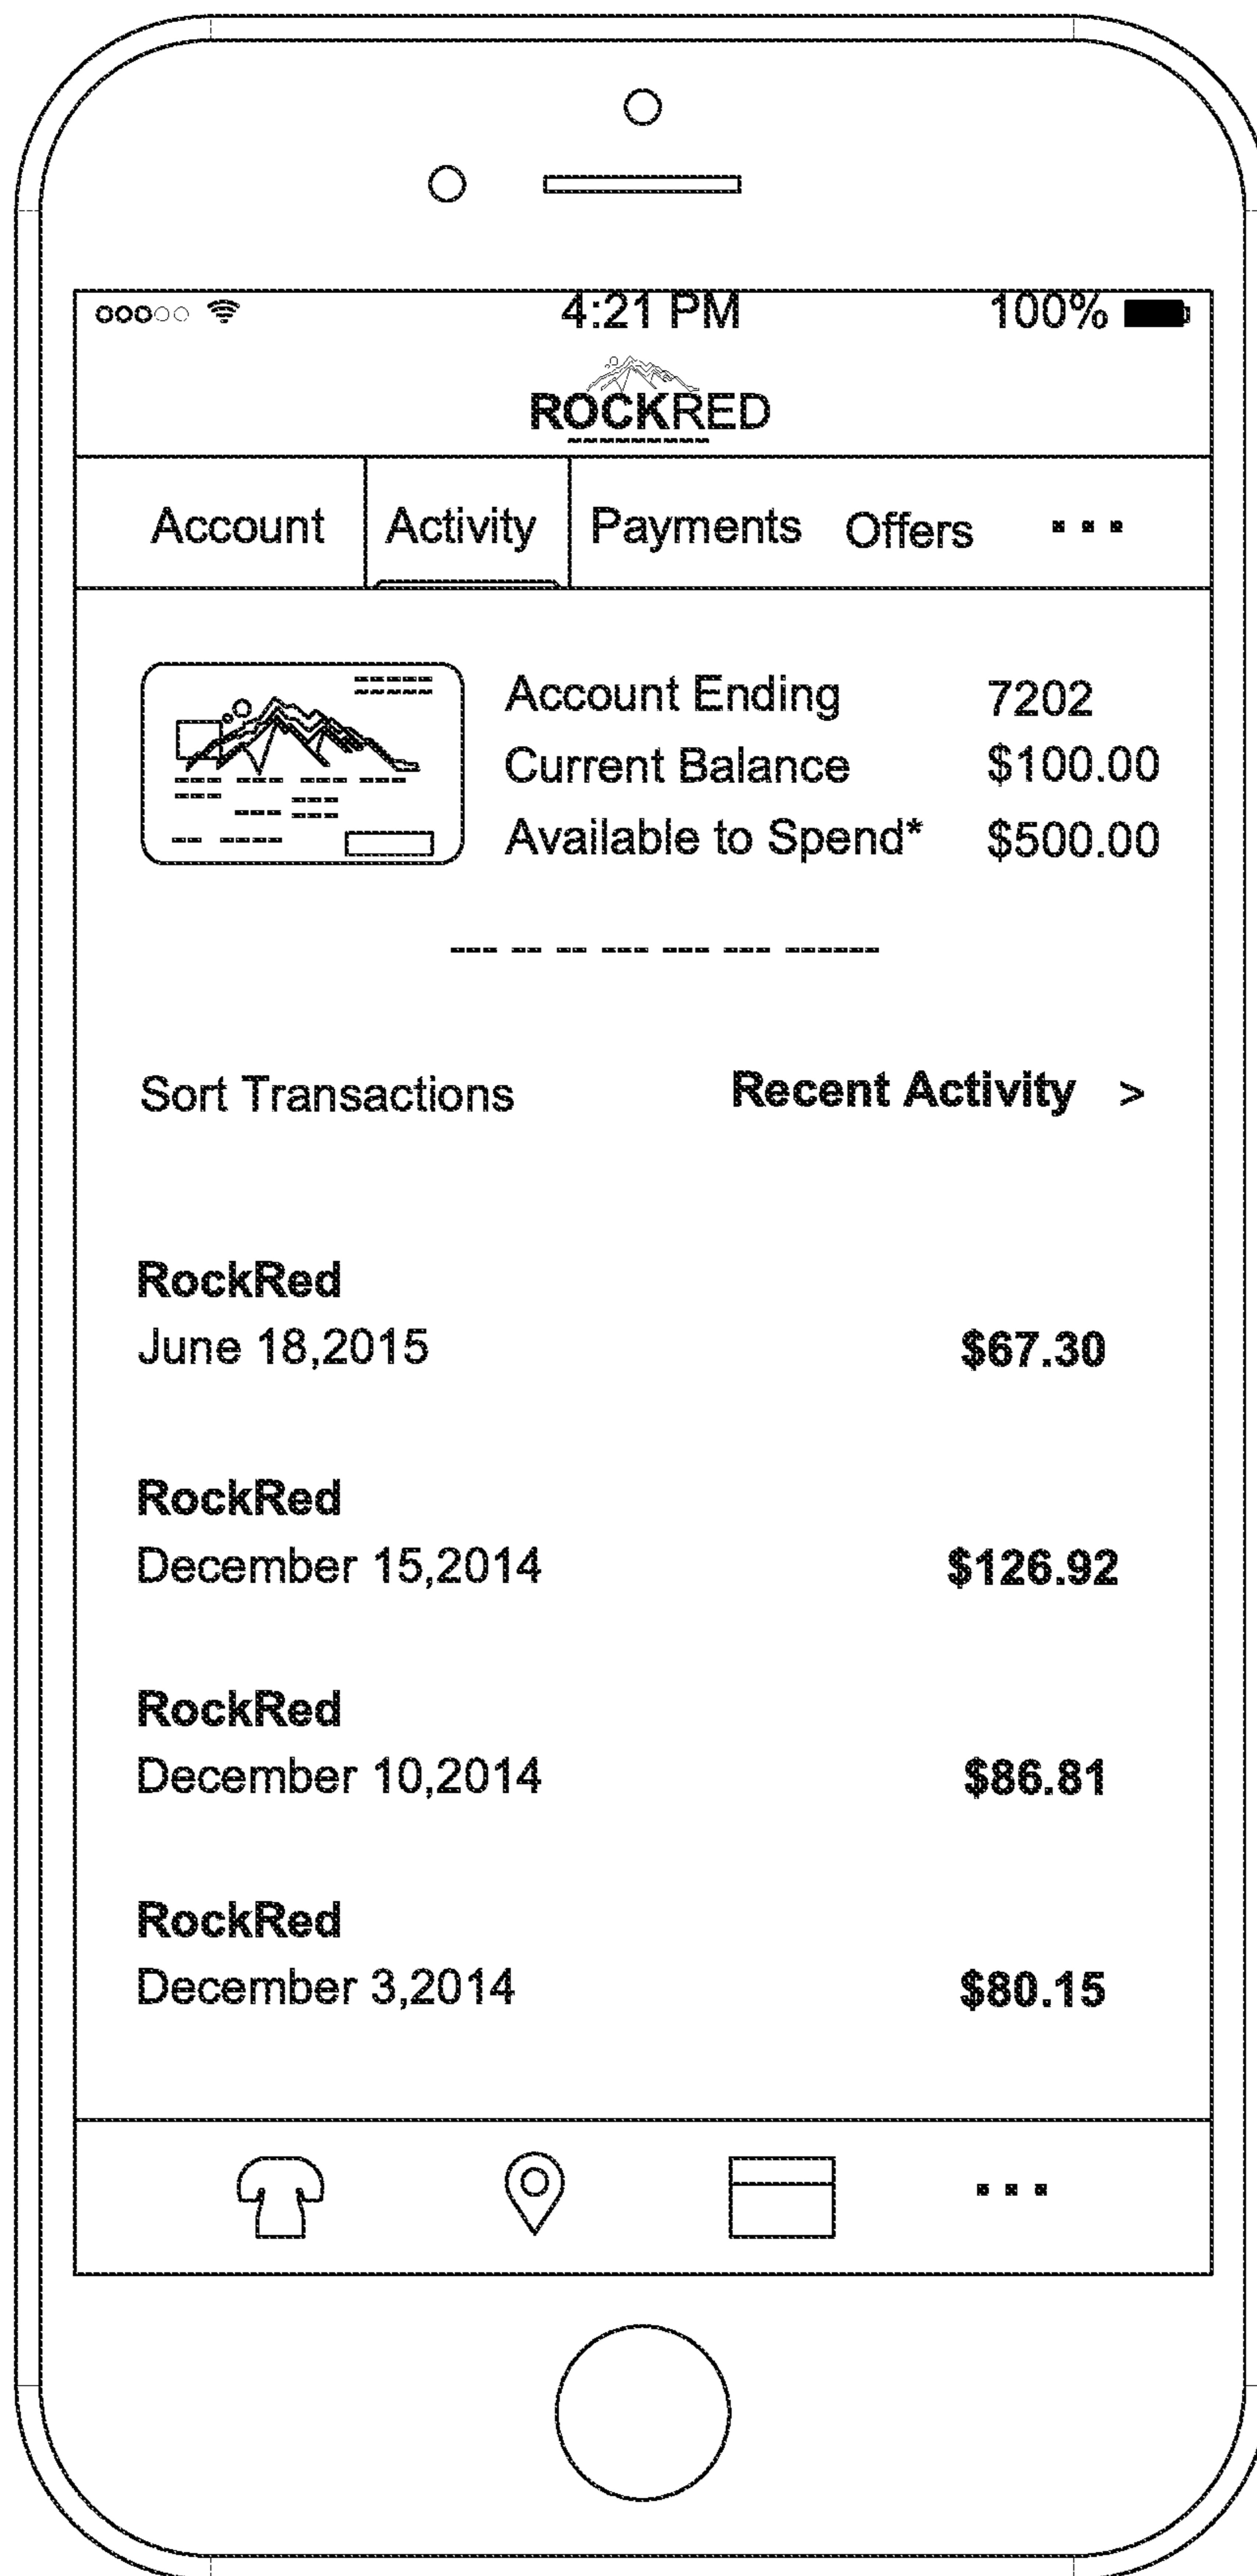 4:21 PM 100%
ROCKRED
Account Activity Payments Offers ...
Account Ending 7202
Current Balance $100.00
Available to Spend* $500.00
Sort Transactions Recent Activity >
RockRed
June 18,2015 $67.30
RockRed
December 15,2014 $126.92
RockRed
December 10,2014 $86.81
RockRed
December 3,2014 $80.15
...